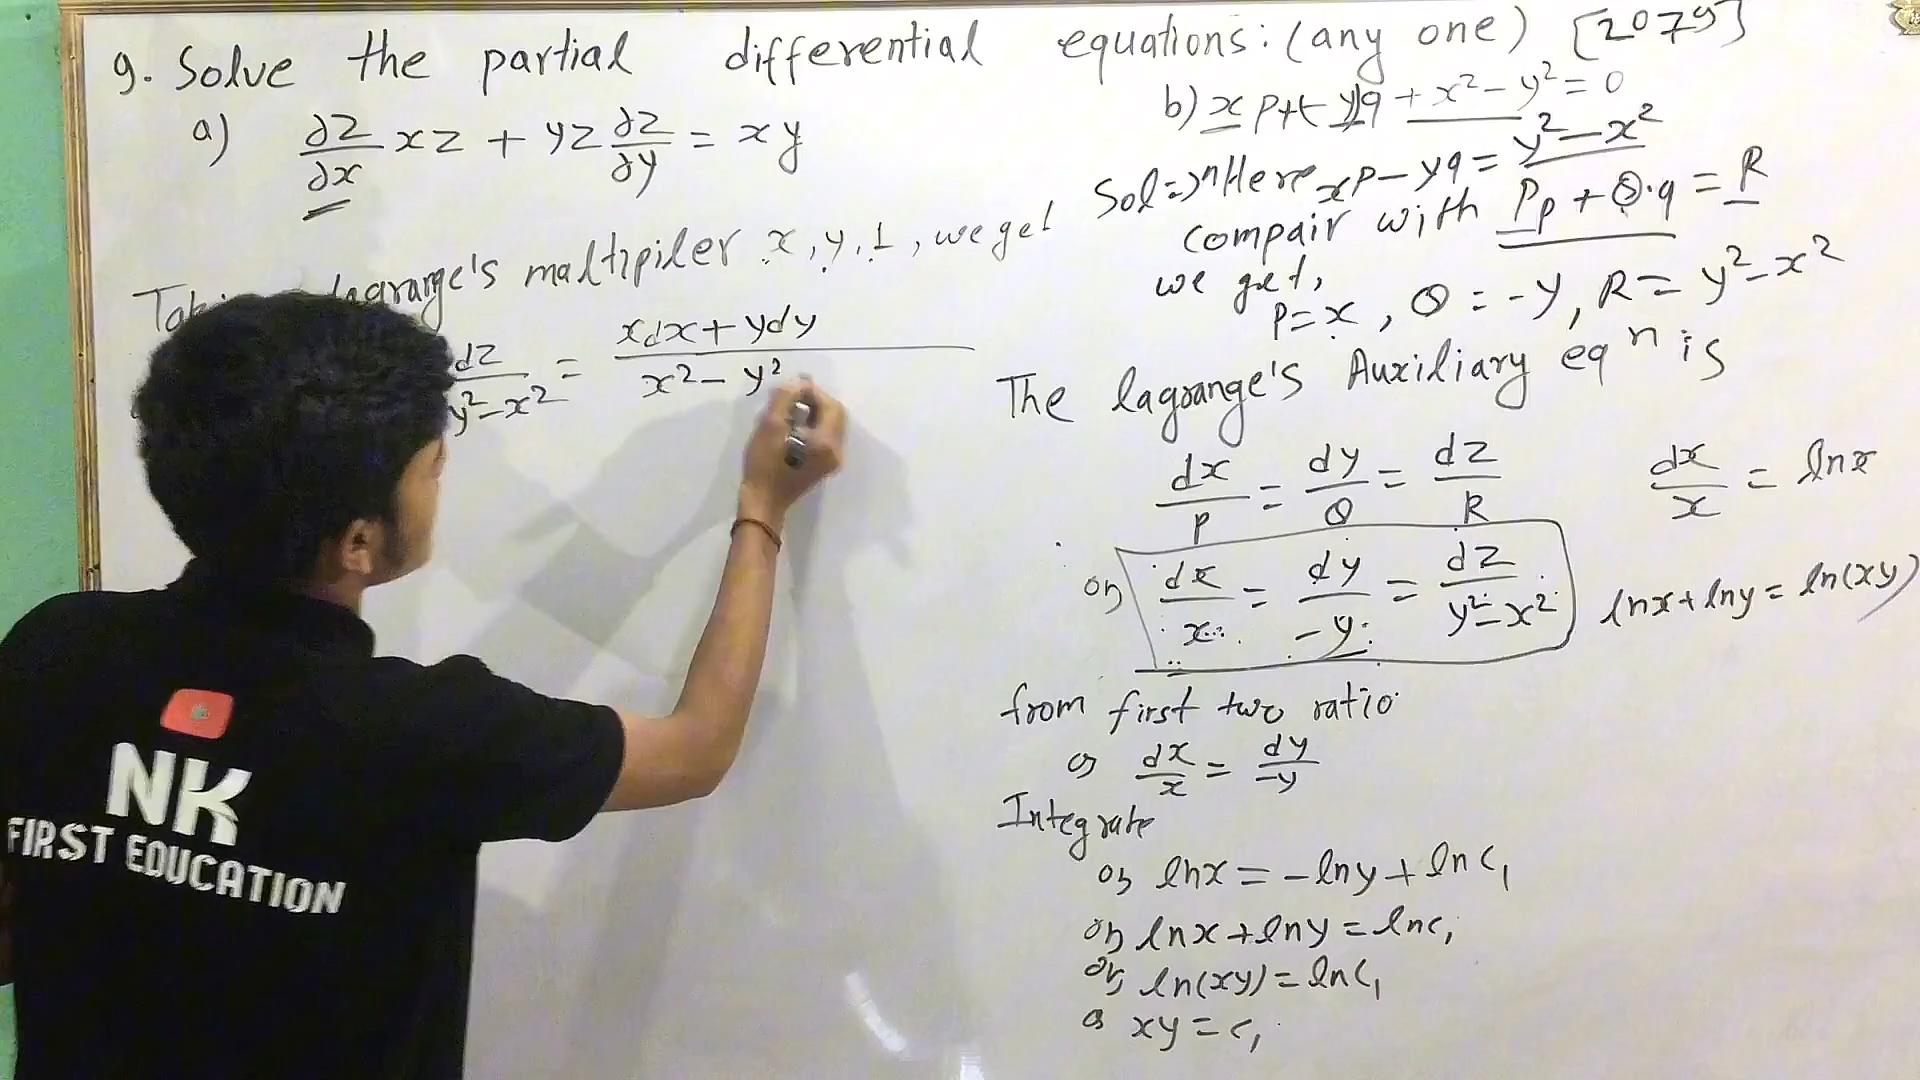 9. Solve the partial differential equations: (any one) [2079]
a) ∂z/∂x xz + yz ∂z/∂y = xy
Lagrange's maltipiler x, y, 1, we get
dz/y²-x² = xdx + ydy/x² - y²
b) x p + (-y)q + x² - y² = 0
Solⁿ Here xp - yq = y² - x²
compair with Pp + Q.q = R
we get,
P = x, Q = -y, R = y² - x²
The lagrange's Auxiliary eqⁿ is
dx/P = dy/Q = dz/R
dx/x = lnx
or dx/x = dy/-y = dz/y²-x²
lnx + lny = ln(xy)
from first two ratio
or dx/x = dy/-y
Integrate
or lnx = -lny + lnc₁
or lnx + lny = lnc₁
or ln(xy) = lnc₁
or xy = c₁
NK
FIRST EDUCATION